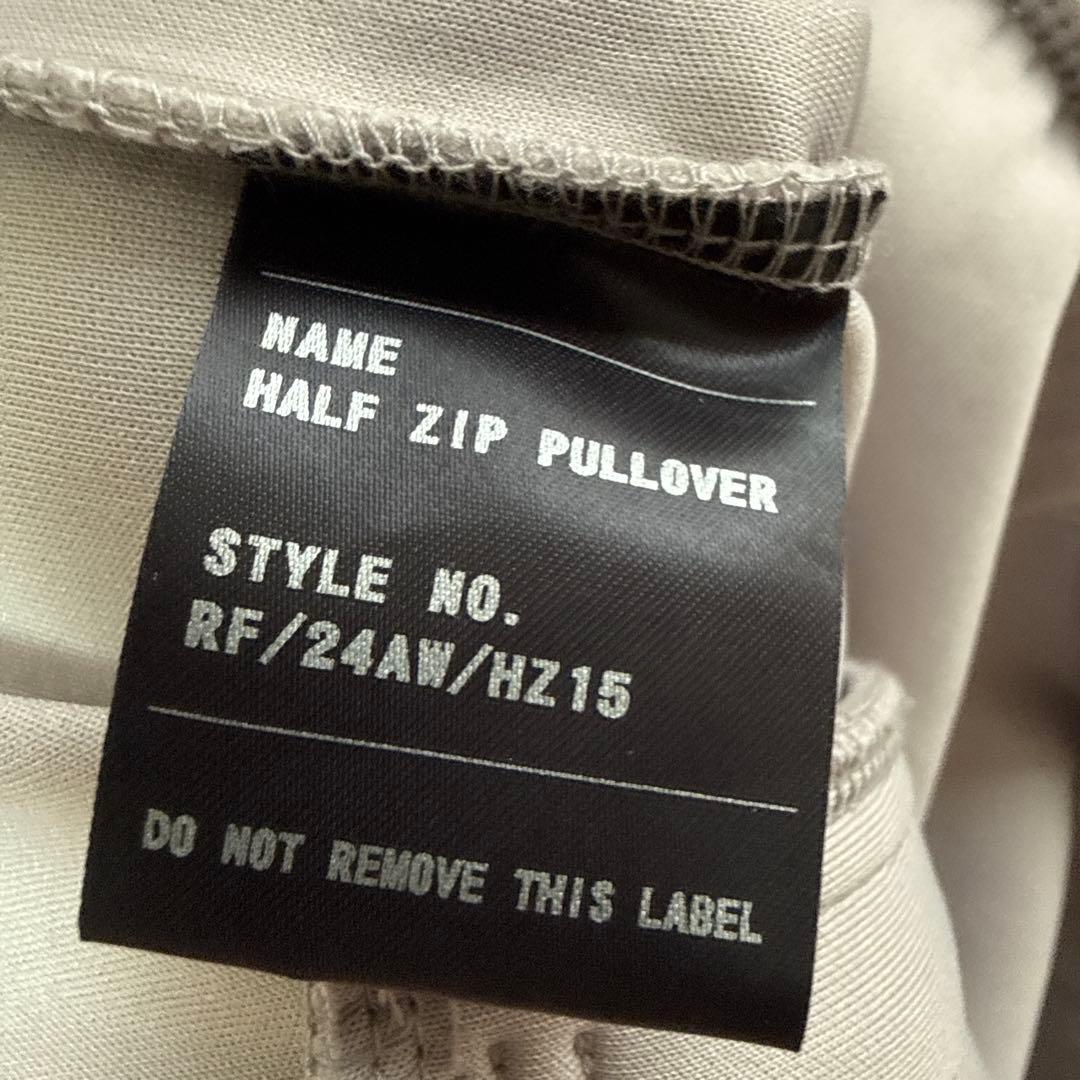 NAME
HALF ZIP PULLOVER
STYLE NO.
RF/24AW/HZ15
DO NOT REMOVE THIS LABEL